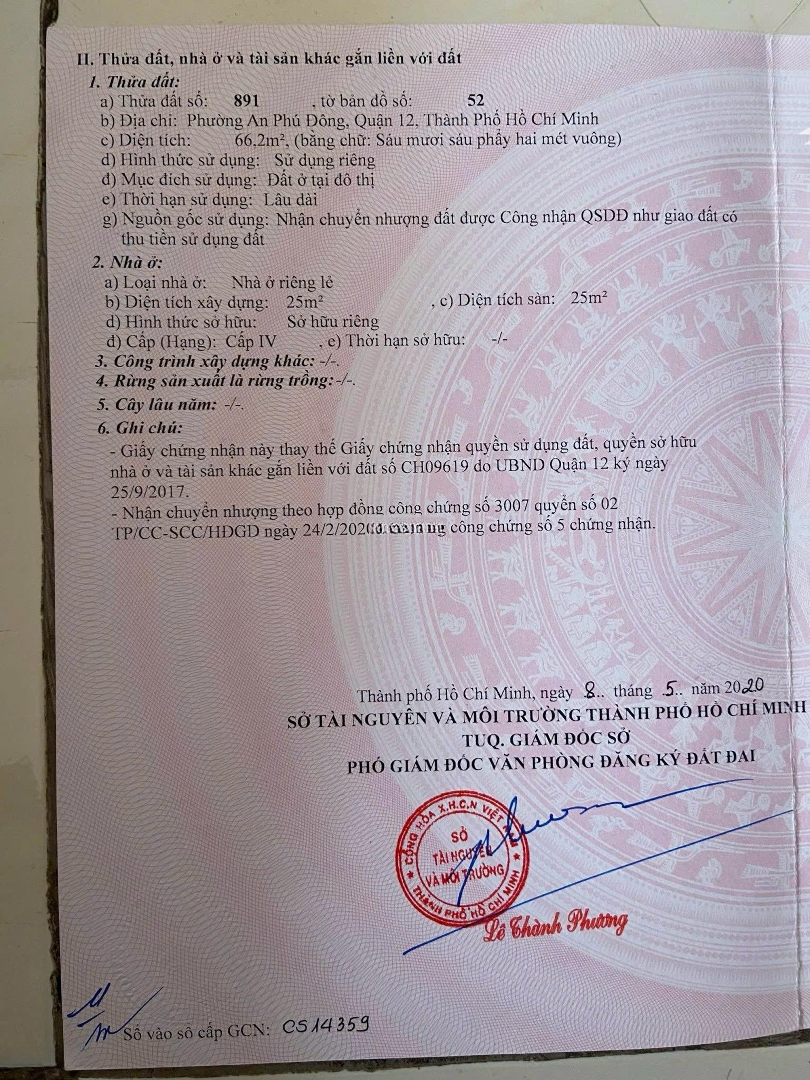 II. Thửa đất, nhà ở và tài sản khác gắn liền với đất
1. Thửa đất:
a) Thửa đất số: 891 , tờ bản đồ số: 52
b) Địa chỉ: Phường An Phú Đông, Quận 12, Thành Phố Hồ Chí Minh
c) Diện tích: 66,2m², (bằng chữ: Sáu mươi sáu phẩy hai mét vuông)
d) Hình thức sử dụng: Sử dụng riêng
đ) Mục đích sử dụng: Đất ở tại đô thị
e) Thời hạn sử dụng: Lâu dài
g) Nguồn gốc sử dụng: Nhận chuyển nhượng đất được Công nhận QSDĐ như giao đất có
thu tiền sử dụng đất
2. Nhà ở:
a) Loại nhà ở: Nhà ở riêng lẻ
b) Diện tích xây dựng: 25m² , c) Diện tích sàn: 25m²
d) Hình thức sở hữu: Sở hữu riêng
đ) Cấp (Hạng): Cấp IV , e) Thời hạn sở hữu: -/-
3. Công trình xây dựng khác: -/-.
4. Rừng sản xuất là rừng trồng: -/-.
5. Cây lâu năm: -/-.
6. Ghi chú:
- Giấy chứng nhận này thay thế Giấy chứng nhận quyền sử dụng đất, quyền sở hữu
nhà ở và tài sản khác gắn liền với đất số CH09619 do UBND Quận 12 ký ngày
25/9/2017.
- Nhận chuyển nhượng theo hợp đồng công chứng số 3007 quyển số 02
TP/CC-SCC/HĐGD ngày 24/2/2020 công chứng số 5 chứng nhận.
Thành phố Hồ Chí Minh, ngày 8.. tháng .5.. năm 2020
SỞ TÀI NGUYÊN VÀ MÔI TRƯỜNG THÀNH PHỐ HỒ CHÍ MINH
TUQ. GIÁM ĐỐC SỞ
PHÓ GIÁM ĐỐC VĂN PHÒNG ĐĂNG KÝ ĐẤT ĐAI
CỘNG HÒA X.H.C.N VIỆT
SỞ
TÀI NGUYÊN
VÀ MÔI TRƯỜNG
THÀNH PHỐ HỒ CHÍ MINH
Lê Thành Phương
Số vào sổ cấp GCN: CS14359